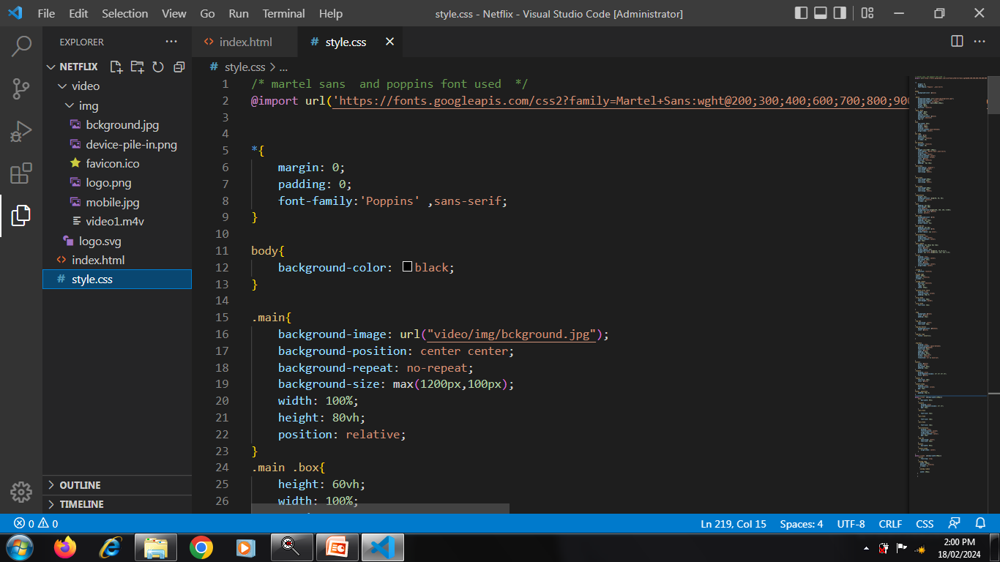 File Edit Selection View Go Run Terminal Help
style.css - Netflix - Visual Studio Code [Administrator]
EXPLORER
NETFLIX
video
img
bckground.jpg
device-pile-in.png
favicon.ico
logo.png
mobile.jpg
video1.m4v
logo.svg
index.html
style.css
OUTLINE
TIMELINE
index.html
style.css
style.css > ...
1 /* martel sans  and poppins font used  */
2 @import url('https://fonts.googleapis.com/css2?family=Martel+Sans:wght@200;300;400;600;700;800;900
3
4
5 *{
6     margin: 0;
7     padding: 0;
8     font-family:'Poppins' ,sans-serif;
9 }
10
11 body{
12     background-color: black;
13 }
14
15 .main{
16     background-image: url("video/img/bckground.jpg");
17     background-position: center center;
18     background-repeat: no-repeat;
19     background-size: max(1200px,100px);
20     width: 100%;
21     height: 80vh;
22     position: relative;
23 }
24 .main .box{
25     height: 60vh;
26     width: 100%;
0 0
Ln 219, Col 15
Spaces: 4
UTF-8
CRLF
CSS
2:00 PM
18/02/2024